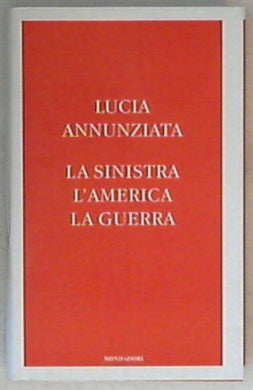 LUCIA
ANNUNZIATA
LA SINISTRA
L'AMERICA
LA GUERRA
MONDADORI